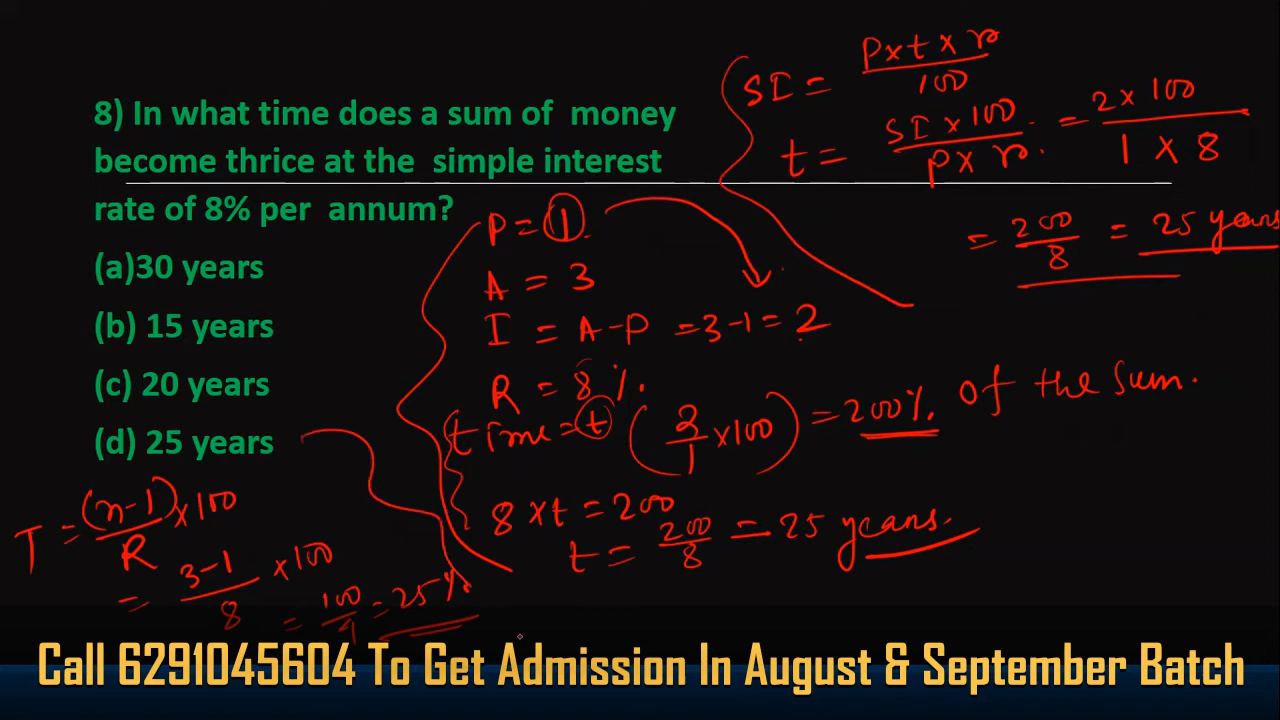 8) In what time does a sum of money
become thrice at the simple interest
rate of 8% per annum?
(a)30 years
(b) 15 years
(c) 20 years
(d) 25 years
SI = P x t x r / 100
t = SI x 100 / P x r = 2 x 100 / 1 x 8
= 200 / 8 = 25 years
P = 1
A = 3
I = A - P = 3 - 1 = 2
R = 8 %.
time = t (2/1 x 100) = 200% of the Sum.
8 x t = 200
t = 200 / 8 = 25 years.
T = (n-1) / R x 100
= 3-1 / 8 x 100
= 100 / 4 = 25 %
Call 6291045604 To Get Admission In August & September Batch